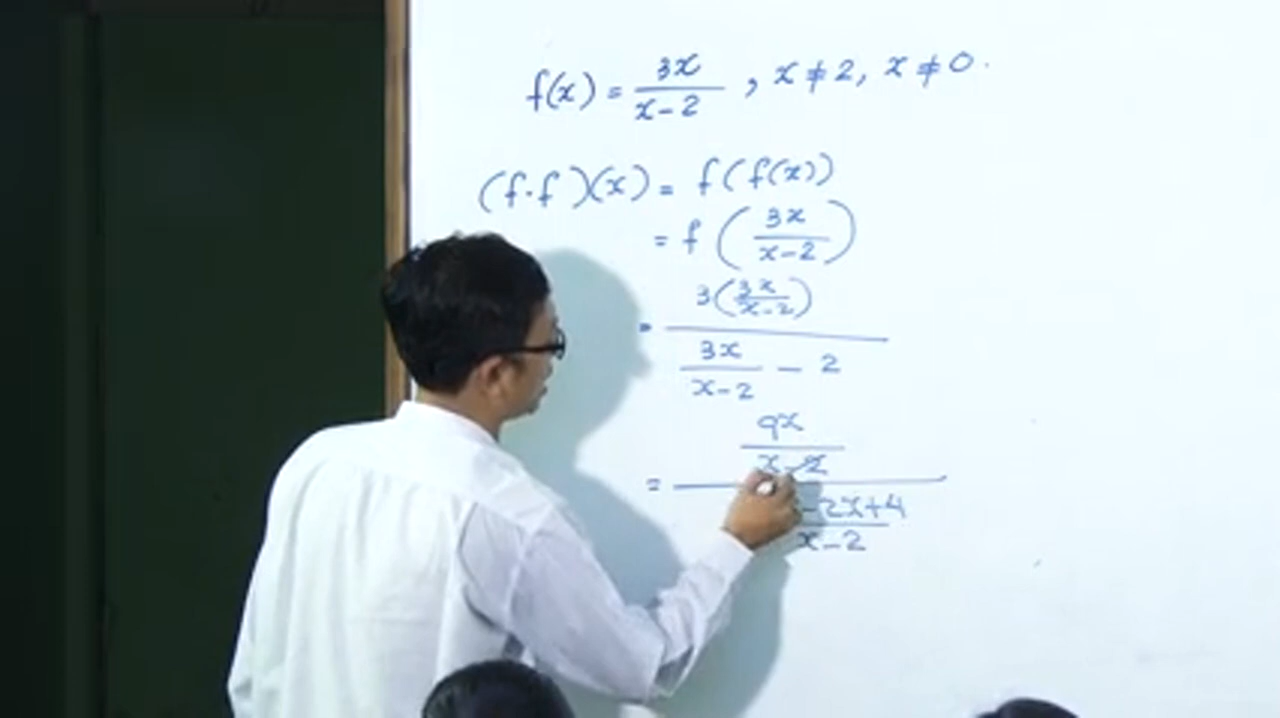 f(x) = 3x / x-2 , x ≠ 2, x ≠ 0.
(f·f)(x) = f(f(x))
= f ( 3x / x-2 )
= 3( 3x / x-2 ) / 3x / x-2 - 2
= 9x / x-2 / -2x+4 / x-2